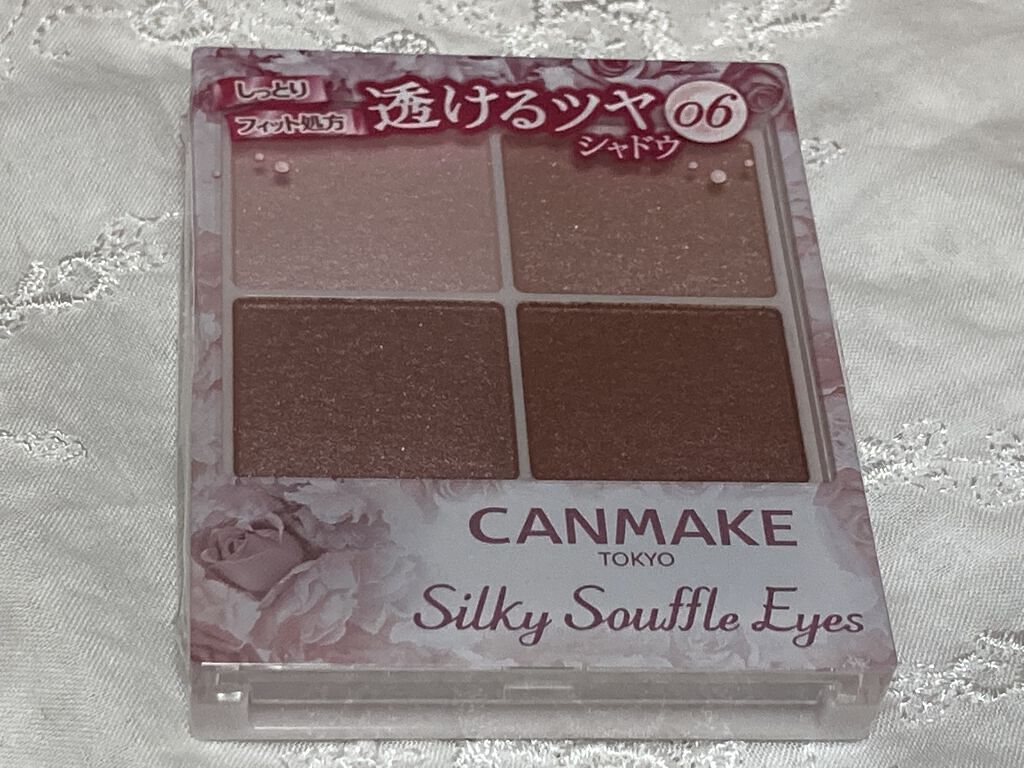 しっとり
フィット処方
透けるツヤ
シャドウ
06
CANMAKE
TOKYO
Silky Souffle Eyes